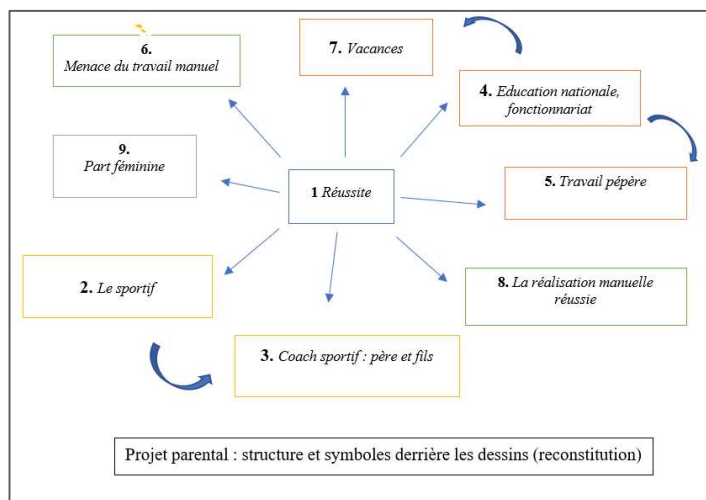 6.
Menace du travail manuel
7. Vacances
4. Education nationale,
fonctionnariat
9.
Part féminine
1 Réussite
5. Travail pépère
2. Le sportif
8. La réalisation manuelle
réussie
3. Coach sportif : père et fils
Projet parental : structure et symboles derrière les dessins (reconstitution)